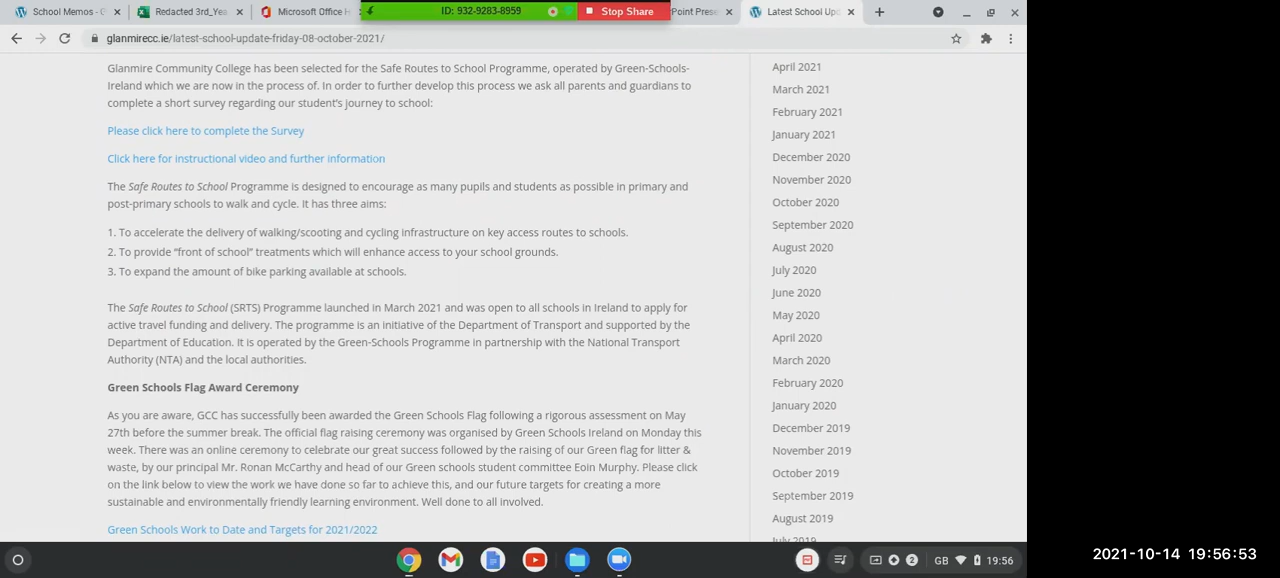 School Memos - G
Redacted 3rd_Yea
Microsoft Office H
ID: 932-9283-8959
Stop Share
Point Prese
Latest School Upd
glanmirecc.ie/latest-school-update-friday-08-october-2021/
Glanmire Community College has been selected for the Safe Routes to School Programme, operated by Green-Schools-
Ireland which we are now in the process of. In order to further develop this process we ask all parents and guardians to
complete a short survey regarding our student's journey to school:
Please click here to complete the Survey
Click here for instructional video and further information
The Safe Routes to School Programme is designed to encourage as many pupils and students as possible in primary and
post-primary schools to walk and cycle. It has three aims:
1. To accelerate the delivery of walking/scooting and cycling infrastructure on key access routes to schools.
2. To provide “front of school” treatments which will enhance access to your school grounds.
3. To expand the amount of bike parking available at schools.
The Safe Routes to School (SRTS) Programme launched in March 2021 and was open to all schools in Ireland to apply for
active travel funding and delivery. The programme is an initiative of the Department of Transport and supported by the
Department of Education. It is operated by the Green-Schools Programme in partnership with the National Transport
Authority (NTA) and the local authorities.
Green Schools Flag Award Ceremony
As you are aware, GCC has successfully been awarded the Green Schools Flag following a rigorous assessment on May
27th before the summer break. The official flag raising ceremony was organised by Green Schools Ireland on Monday this
week. There was an online ceremony to celebrate our great success followed by the raising of our Green flag for litter &
waste, by our principal Mr. Ronan McCarthy and head of our Green schools student committee Eoin Murphy. Please click
on the link below to view the work we have done so far to achieve this, and our future targets for creating a more
sustainable and environmentally friendly learning environment. Well done to all involved.
Green Schools Work to Date and Targets for 2021/2022
April 2021
March 2021
February 2021
January 2021
December 2020
November 2020
October 2020
September 2020
August 2020
July 2020
June 2020
May 2020
April 2020
March 2020
February 2020
January 2020
December 2019
November 2019
October 2019
September 2019
August 2019
July 2019
2
GB
19:56
2021-10-14 19:56:53